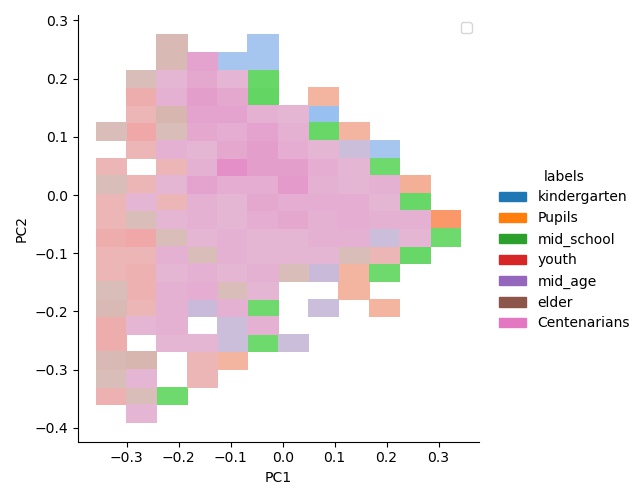 0.3
0.2
0.1
0.0
−0.1
−0.2
−0.3
−0.4
PC2
−0.3 −0.2 −0.1 0.0 0.1 0.2 0.3
PC1
labels
kindergarten
Pupils
mid_school
youth
mid_age
elder
Centenarians